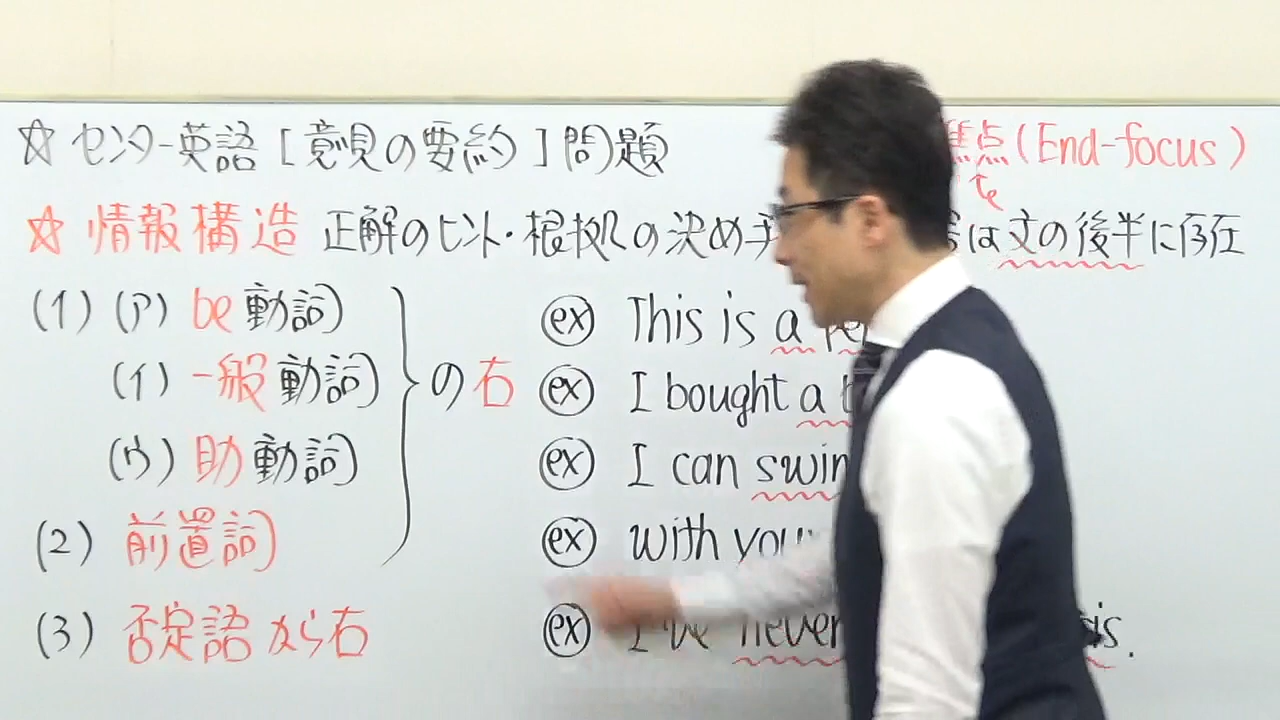 ☆ センター英語 [意見の要約] 問題
焦点 (End-focus)
☆ 情報構造 正解のヒント・根拠の決め手
は文の後半に存在
(1) (ア) be動詞
(イ) 一般動詞
(ウ) 助動詞
の右
(2) 前置詞
(3) 否定語から右
ex This is a
ex I bought a
ex I can swim
ex with you
ex I've never